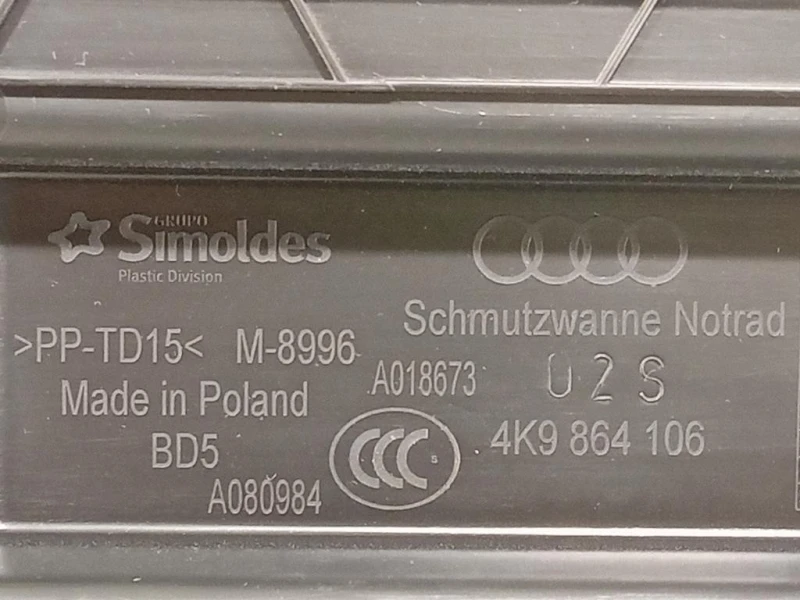 GRUPO
Simoldes
Plastic Division
Schmutzwanne Notrad
>PP-TD15< M-8996
A018673 02S
Made in Poland
CCC S
4K9 864 106
BD5
A080984